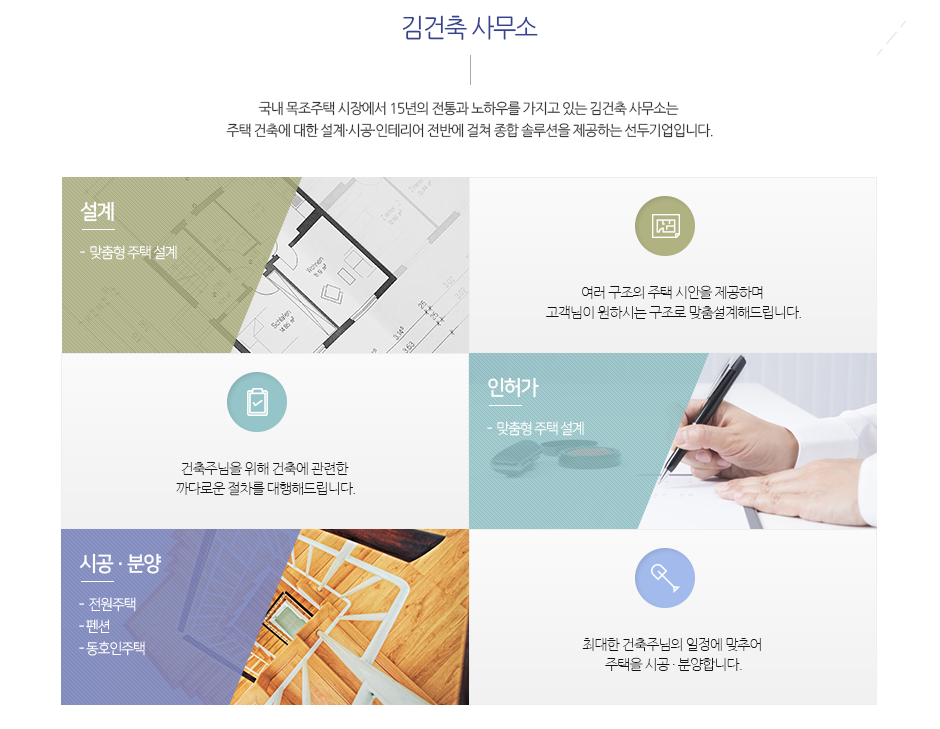 김건축 사무소
국내 목조주택 시장에서 15년의 전통과 노하우를 가지고 있는 김건축 사무소는
주택 건축에 대한 설계·시공·인테리어 전반에 걸쳐 종합 솔루션을 제공하는 선두기업입니다.
설계
- 맞춤형 주택 설계
Wohnen
Schlafen
여러 구조의 주택 시안을 제공하며
고객님이 원하시는 구조로 맞춤설계해드립니다.
건축주님을 위해 건축에 관련한
까다로운 절차를 대행해드립니다.
인허가
- 맞춤형 주택 설계
시공 · 분양
- 전원주택
- 펜션
- 동호인주택
최대한 건축주님의 일정에 맞추어
주택을 시공 · 분양합니다.